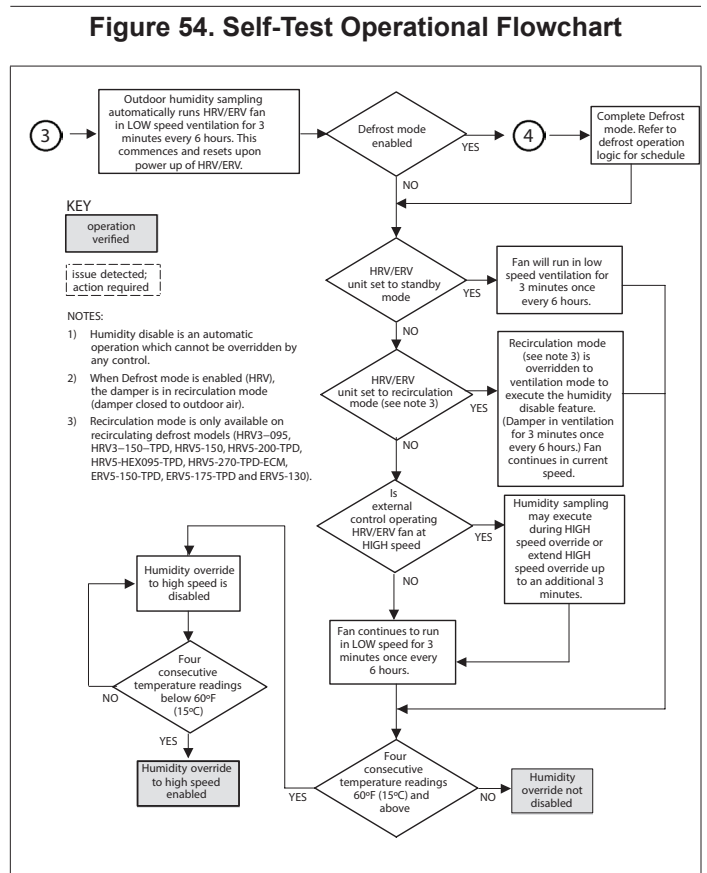 Figure 54. Self-Test Operational Flowchart
3
Outdoor humidity sampling
automatically runs HRV/ERV fan
in LOW speed ventilation for 3
minutes every 6 hours. This
commences and resets upon
power up of HRV/ERV.
Defrost mode
enabled
YES
4
Complete Defrost
mode. Refer to
defrost operation
logic for schedule
NO
KEY
operation
verified
issue detected;
action required
NOTES:
1) Humidity disable is an automatic
operation which cannot be overridden by
any control.
2) When Defrost mode is enabled (HRV),
the damper is in recirculation mode
(damper closed to outdoor air).
3) Recirculation mode is only available on
recirculating defrost models (HRV3–095,
HRV3–150–TPD, HRV5-150, HRV5-200-TPD,
HRV5-HEX095-TPD, HRV5-270-TPD-ECM,
ERV5-150-TPD, ERV5-175-TPD and ERV5-130).
HRV/ERV
unit set to standby
mode
YES
Fan will run in low
speed ventilation for
3 minutes once
every 6 hours.
NO
HRV/ERV
unit set to recirculation
mode (see note 3)
YES
Recirculation mode
(see note 3) is
overridden to
ventilation mode to
execute the humidity
disable feature.
(Damper in ventilation
for 3 minutes once
every 6 hours.) Fan
continues in current
speed.
NO
Is
external
control operating
HRV/ERV fan at
HIGH speed
YES
Humidity sampling
may execute
during HIGH
speed override or
extend HIGH
speed override up
to an additional 3
minutes.
NO
Fan continues to run
in LOW speed for 3
minutes once every
6 hours.
Humidity override
to high speed is
disabled
Four
consecutive
temperature readings
below 60ºF
(15ºC)
NO
YES
Humidity override
to high speed
enabled
Four
consecutive
temperature readings
60ºF (15ºC) and
above
YES
NO
Humidity
override not
disabled